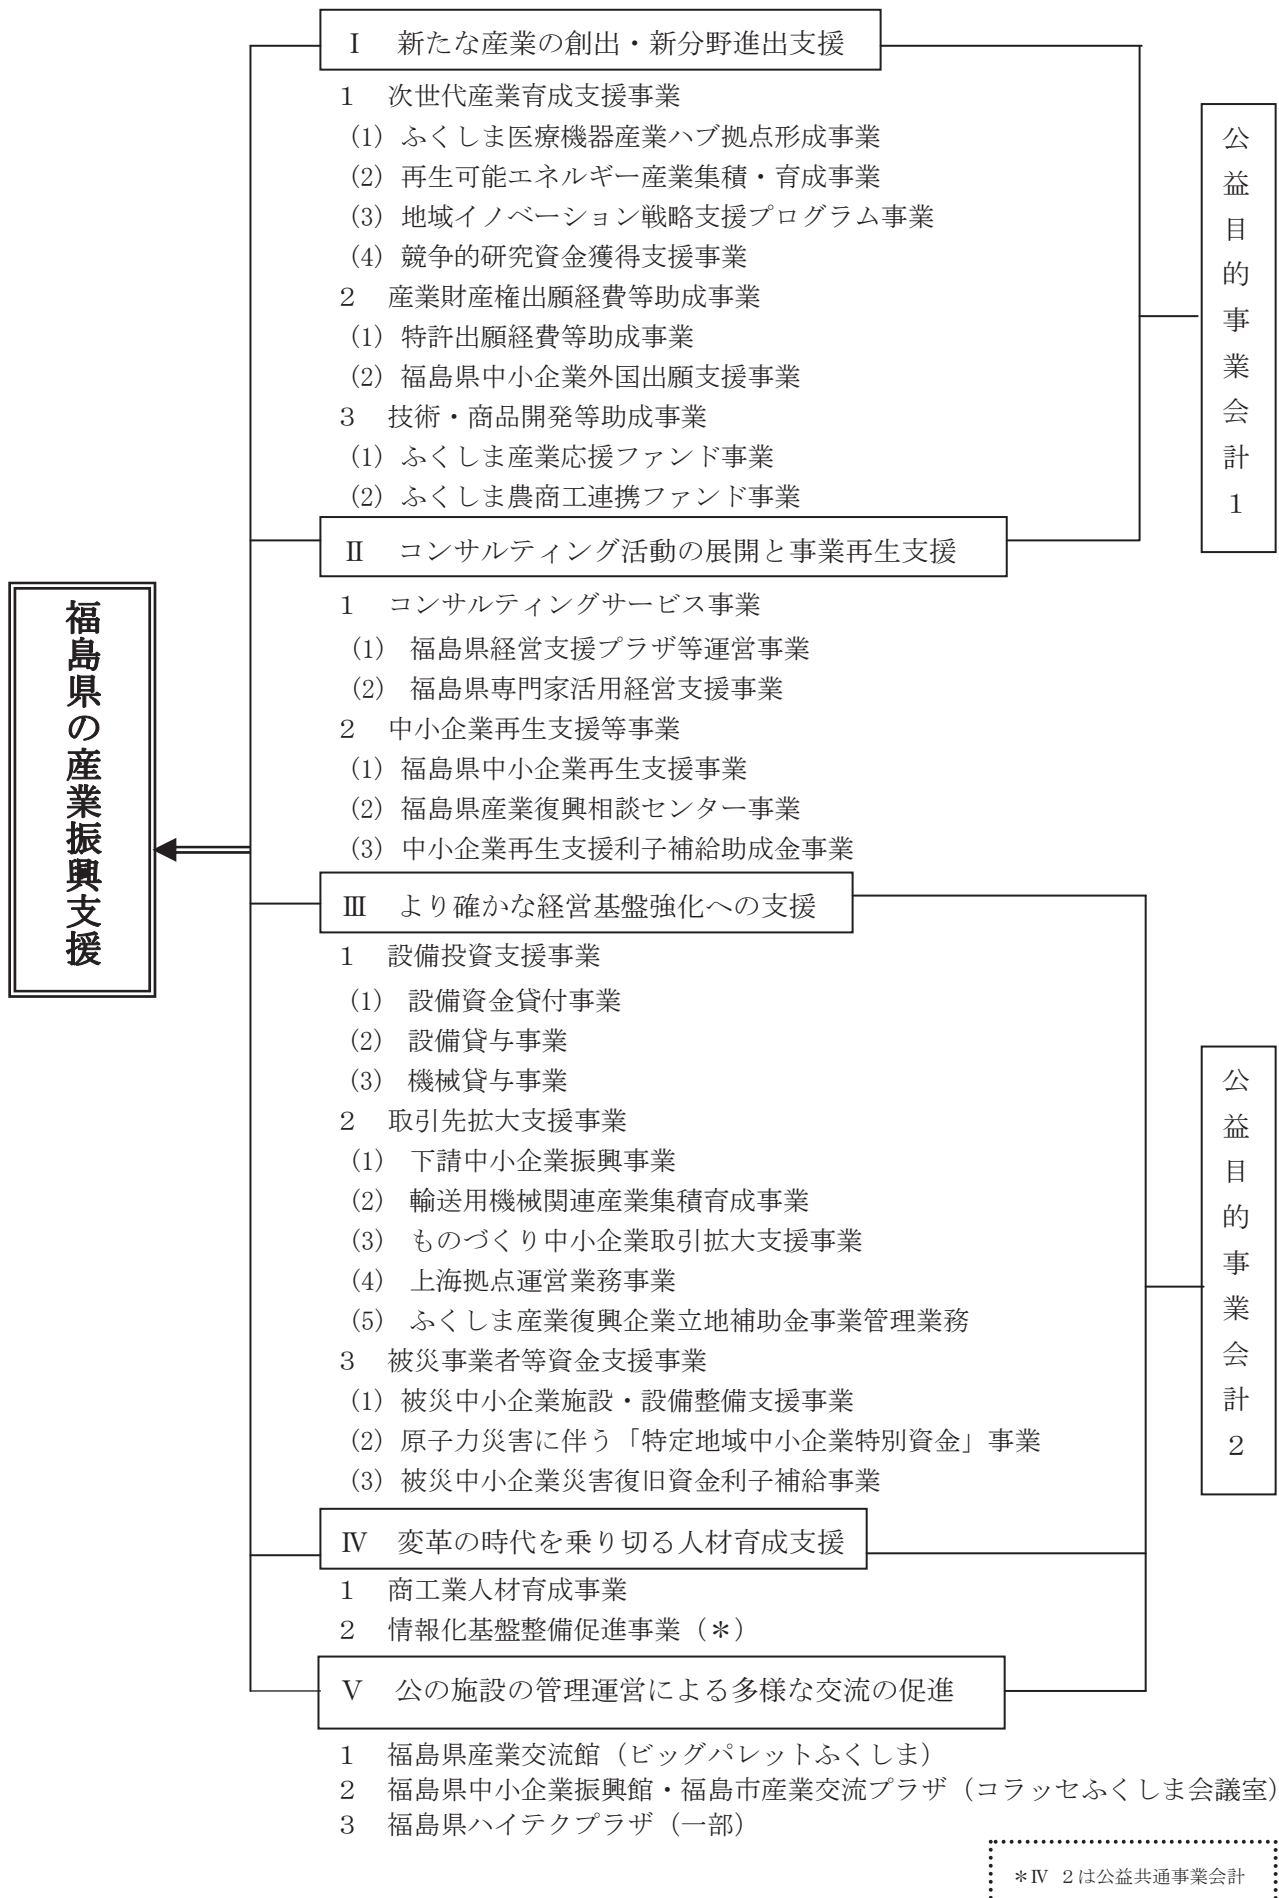 Ⅰ　新たな産業の創出・新分野進出支援
1　次世代産業育成支援事業
(1) ふくしま医療機器産業ハブ拠点形成事業
(2) 再生可能エネルギー産業集積・育成事業
(3) 地域イノベーション戦略支援プログラム事業
(4) 競争的研究資金獲得支援事業
2　産業財産権出願経費等助成事業
(1) 特許出願経費等助成事業
(2) 福島県中小企業外国出願支援事業
3　技術・商品開発等助成事業
(1) ふくしま産業応援ファンド事業
(2) ふくしま農商工連携ファンド事業
公益目的事業会計1
Ⅱ　コンサルティング活動の展開と事業再生支援
1　コンサルティングサービス事業
(1) 福島県経営支援プラザ等運営事業
(2) 福島県専門家活用経営支援事業
2　中小企業再生支援等事業
(1) 福島県中小企業再生支援事業
(2) 福島県産業復興相談センター事業
(3) 中小企業再生支援利子補給助成金事業
福島県の産業振興支援
Ⅲ　より確かな経営基盤強化への支援
1　設備投資支援事業
(1) 設備資金貸付事業
(2) 設備貸与事業
(3) 機械貸与事業
2　取引先拡大支援事業
(1) 下請中小企業振興事業
(2) 輸送用機械関連産業集積育成事業
(3) ものづくり中小企業取引拡大支援事業
(4) 上海拠点運営業務事業
(5) ふくしま産業復興企業立地補助金事業管理業務
3　被災事業者等資金支援事業
(1) 被災中小企業施設・設備整備支援事業
(2) 原子力災害に伴う「特定地域中小企業特別資金」事業
(3) 被災中小企業災害復旧資金利子補給事業
公益目的事業会計2
Ⅳ　変革の時代を乗り切る人材育成支援
1　商工業人材育成事業
2　情報化基盤整備促進事業（＊）
Ⅴ　公の施設の管理運営による多様な交流の促進
1　福島県産業交流館（ビッグパレットふくしま）
2　福島県中小企業振興館・福島市産業交流プラザ（コラッセふくしま会議室）
3　福島県ハイテクプラザ（一部）
＊Ⅳ　2は公益共通事業会計